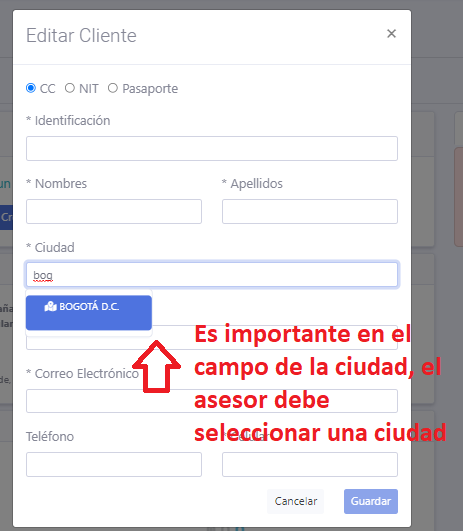 Editar Cliente ×
CC NIT Pasaporte
* Identificación
* Nombres * Apellidos
* Ciudad
bog
BOGOTÁ D.C.
Es importante en el
campo de la ciudad, el
* Correo Electrónico
asesor debe
seleccionar una ciudad
Teléfono
Cancelar Guardar